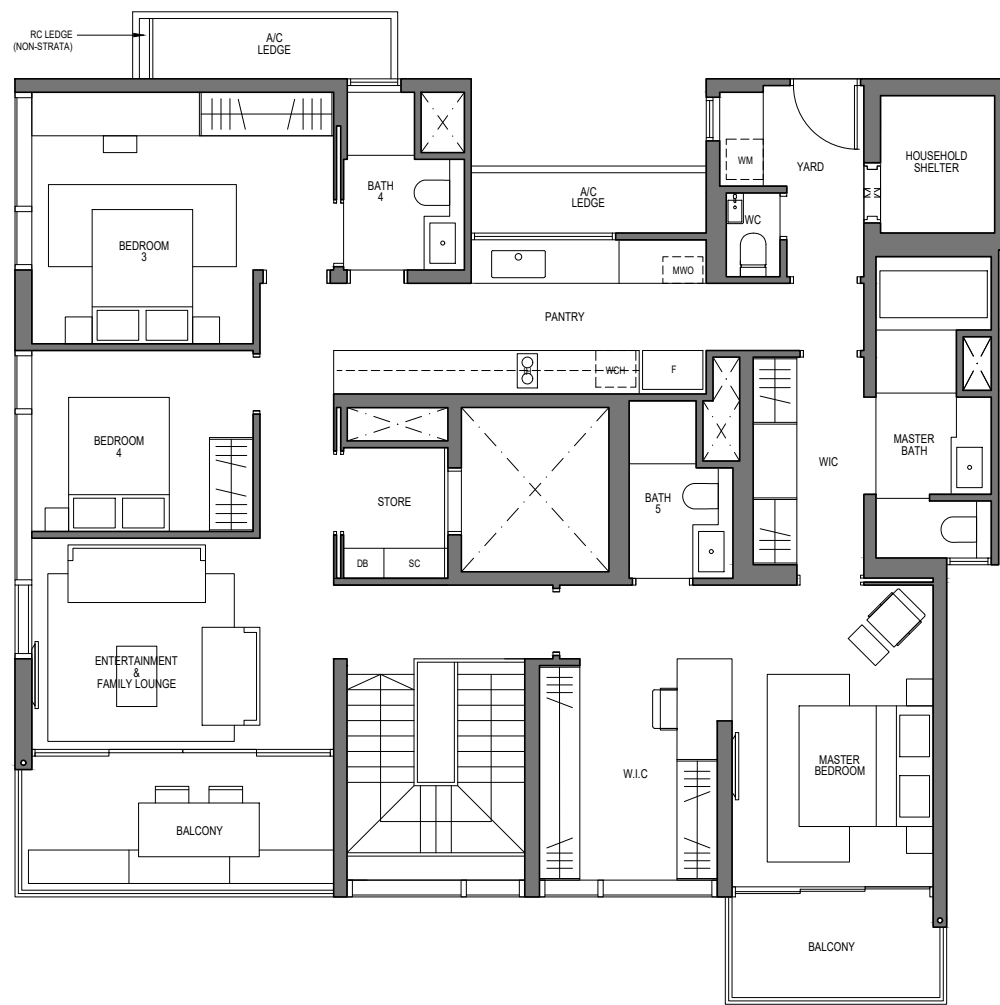 RC LEDGE
(NON-STRATA)
A/C
LEDGE
BEDROOM
3
BATH
4
A/C
LEDGE
WM
YARD
HOUSEHOLD
SHELTER
WC
MWO
PANTRY
WCH
F
BEDROOM
4
STORE
DB
SC
BATH
5
WIC
MASTER
BATH
ENTERTAINMENT
&
FAMILY LOUNGE
W.I.C
MASTER
BEDROOM
BALCONY
BALCONY